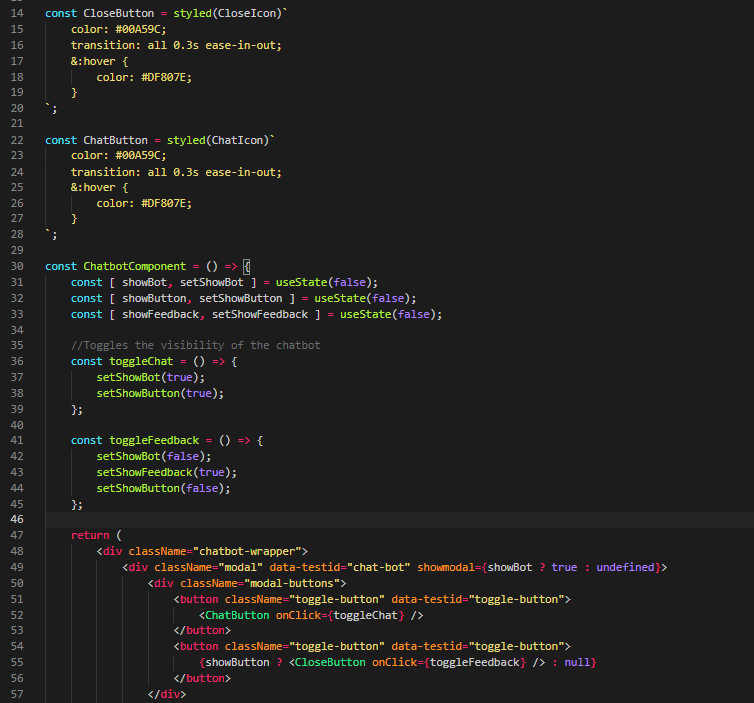 14 const CloseButton = styled(CloseIcon)`
15     color: #00A59C;
16     transition: all 0.3s ease-in-out;
17     &:hover {
18         color: #DF807E;
19     }
20 `;
21
22 const ChatButton = styled(ChatIcon)`
23     color: #00A59C;
24     transition: all 0.3s ease-in-out;
25     &:hover {
26         color: #DF807E;
27     }
28 `;
29
30 const ChatbotComponent = () => {
31     const [ showBot, setShowBot ] = useState(false);
32     const [ showButton, setShowButton ] = useState(false);
33     const [ showFeedback, setShowFeedback ] = useState(false);
34
35     //Toggles the visibility of the chatbot
36     const toggleChat = () => {
37         setShowBot(true);
38         setShowButton(true);
39     };
40
41     const toggleFeedback = () => {
42         setShowBot(false);
43         setShowFeedback(true);
44         setShowButton(false);
45     };
46
47     return (
48         <div className="chatbot-wrapper">
49             <div className="modal" data-testid="chat-bot" showmodal={showBot ? true : undefined}>
50                 <div className="modal-buttons">
51                     <button className="toggle-button" data-testid="toggle-button">
52                         <ChatButton onClick={toggleChat} />
53                     </button>
54                     <button className="toggle-button" data-testid="toggle-button">
55                         {showButton ? <CloseButton onClick={toggleFeedback} /> : null}
56                     </button>
57                 </div>